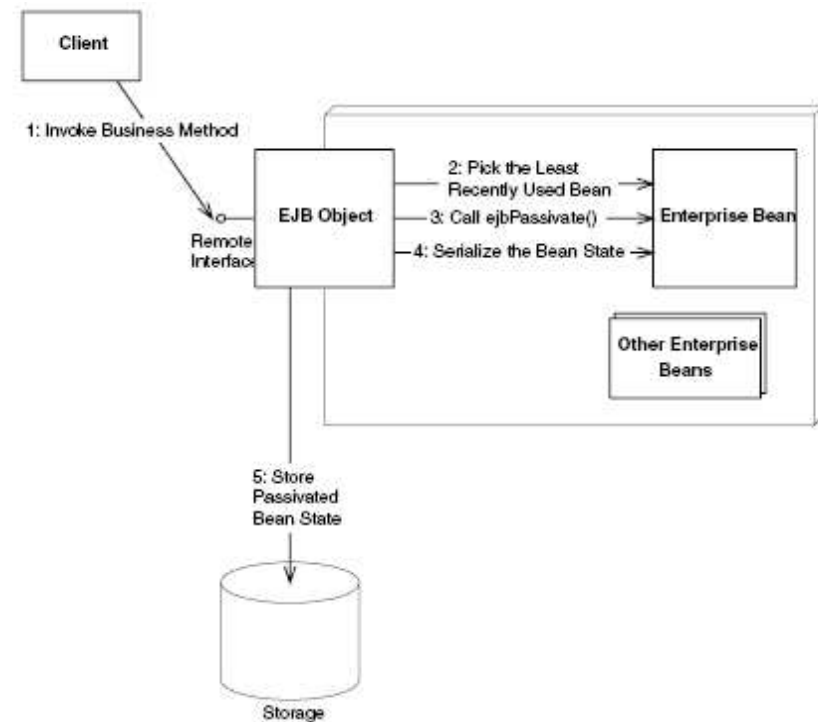 Client
1: Invoke Business Method
EJB Object
Remote
Interface
2: Pick the Least
Recently Used Bean
3: Call ejbPassivate()
4: Serialize the Bean State
Enterprise Bean
Other Enterprise
Beans
5: Store
Passivated
Bean State
Storage